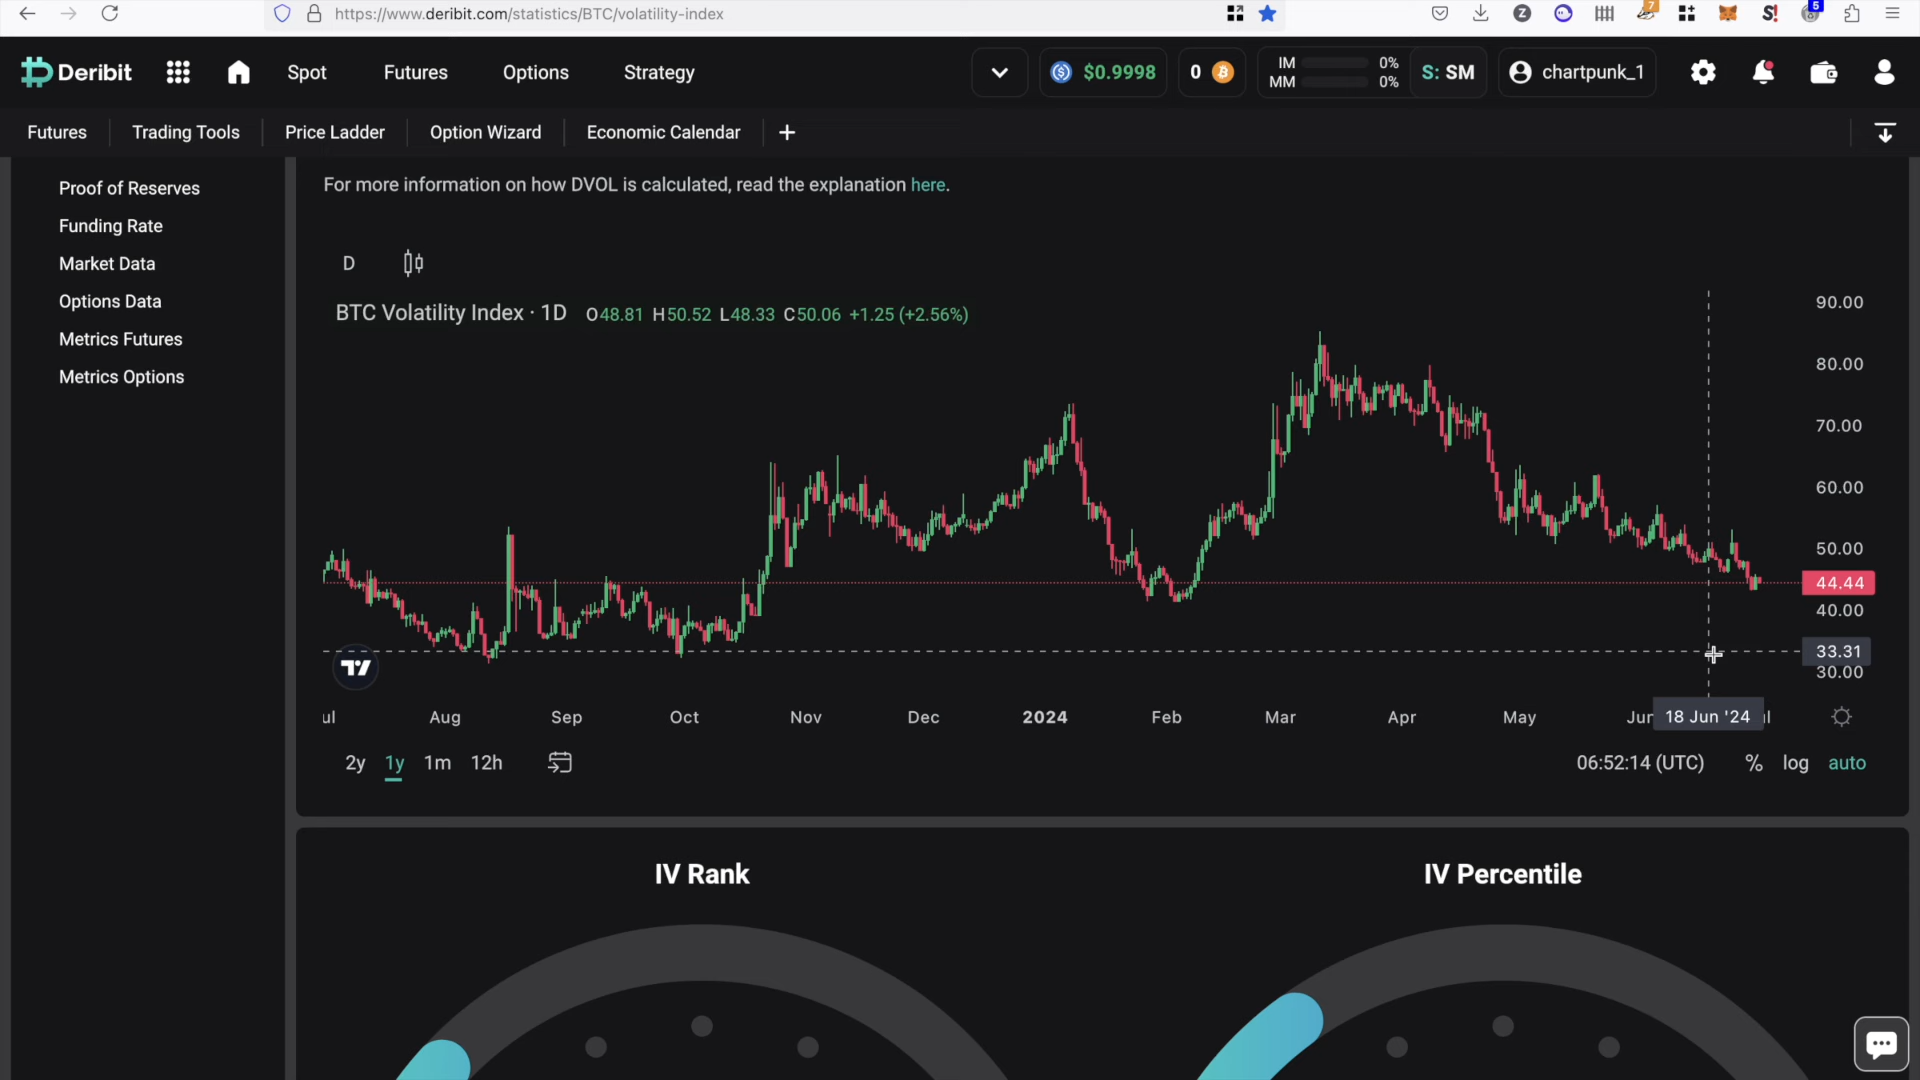 https://www.deribit.com/statistics/BTC/volatility-index
7
S!
5
Z
Deribit
Spot
Futures
Options
Strategy
$0.9998
0
IM 0%
MM 0%
S: SM
chartpunk_1
Futures
Trading Tools
Price Ladder
Option Wizard
Economic Calendar
+
Proof of Reserves
Funding Rate
Market Data
Options Data
Metrics Futures
Metrics Options
For more information on how DVOL is calculated, read the explanation here.
D
BTC Volatility Index · 1D O48.81 H50.52 L48.33 C50.06 +1.25 (+2.56%)
90.00
80.00
70.00
60.00
50.00
44.44
40.00
33.31
30.00
ul Aug Sep Oct Nov Dec 2024 Feb Mar Apr May Jun 18 Jun '24 ul
2y 1y 1m 12h
06:52:14 (UTC) % log auto
IV Rank
IV Percentile